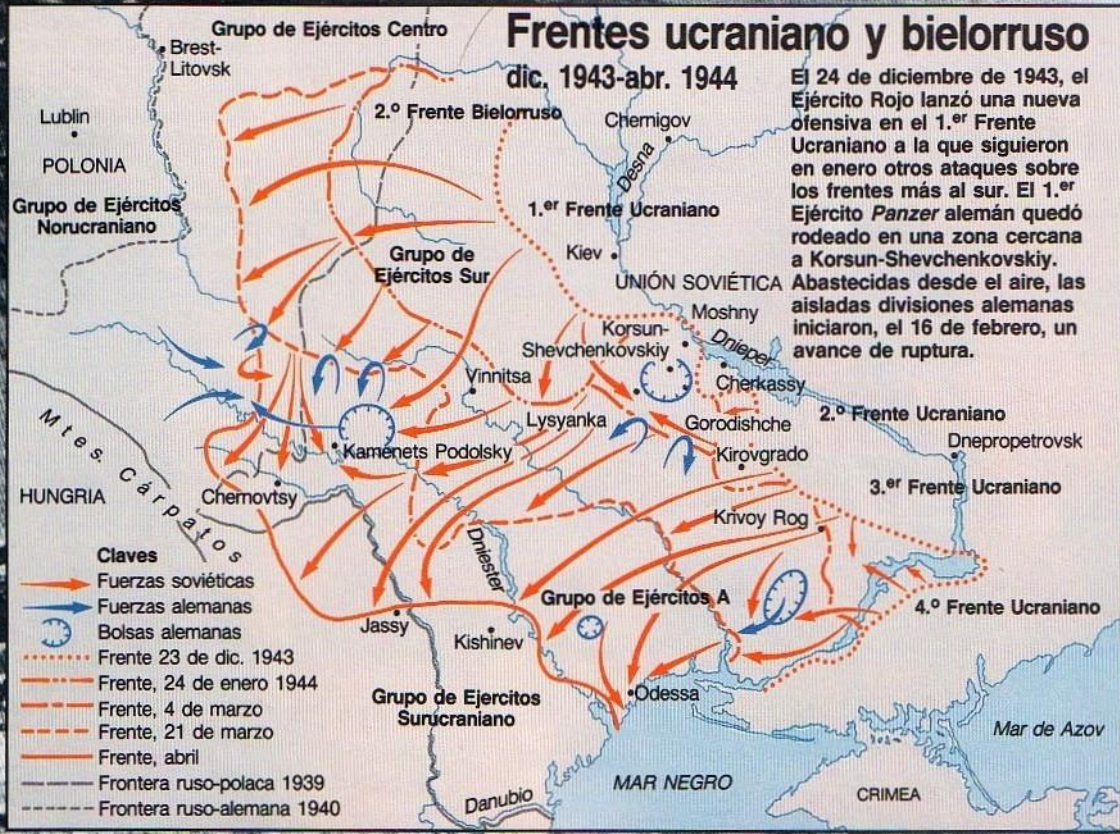 Frentes ucraniano y bielorruso
dic. 1943-abr. 1944
El 24 de diciembre de 1943, el
Ejército Rojo lanzó una nueva
ofensiva en el 1.er Frente
Ucraniano a la que siguieron
en enero otros ataques sobre
los frentes más al sur. El 1.er
Ejército Panzer alemán quedó
rodeado en una zona cercana
a Korsun-Shevchenkovskiy.
Abastecidas desde el aire, las
aisladas divisiones alemanas
iniciaron, el 16 de febrero, un
avance de ruptura.
Grupo de Ejércitos Centro
Brest-
Litovsk
Lublin
POLONIA
2.º Frente Bielorruso
Chernigov
Desna
Grupo de Ejércitos
Norucraniano
1.er Frente Ucraniano
Grupo de
Ejércitos Sur
Kiev
UNIÓN SOVIÉTICA
Moshny
Korsun-
Shevchenkovskiy
Dnieper
Vinnitsa
Cherkassy
Lysyanka
Gorodishche
2.º Frente Ucraniano
Dnepropetrovsk
Kamenets Podolsky
Kirovgrado
Mtes. Cárpatos
HUNGRIA
Chernovtsy
3.er Frente Ucraniano
Krivoy Rog
Dniester
Grupo de Ejércitos A
4.º Frente Ucraniano
Jassy
Kishinev
Grupo de Ejercitos
Surucraniano
Odessa
Mar de Azov
MAR NEGRO
CRIMEA
Danubio
Claves
Fuerzas soviéticas
Fuerzas alemanas
Bolsas alemanas
Frente 23 de dic. 1943
Frente, 24 de enero 1944
Frente, 4 de marzo
Frente, 21 de marzo
Frente, abril
Frontera ruso-polaca 1939
Frontera ruso-alemana 1940